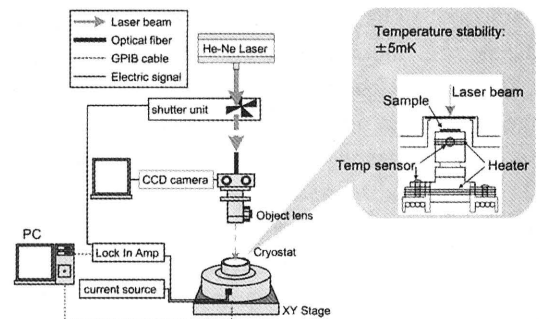 Laser beam
Optical fiber
GPIB cable
Electric signal
He-Ne Laser
shutter unit
CCD camera
Object lens
PC
Lock In Amp
Cryostat
current source
XY Stage
Temperature stability:
±5mK
Laser beam
Sample
Temp sensor
Heater